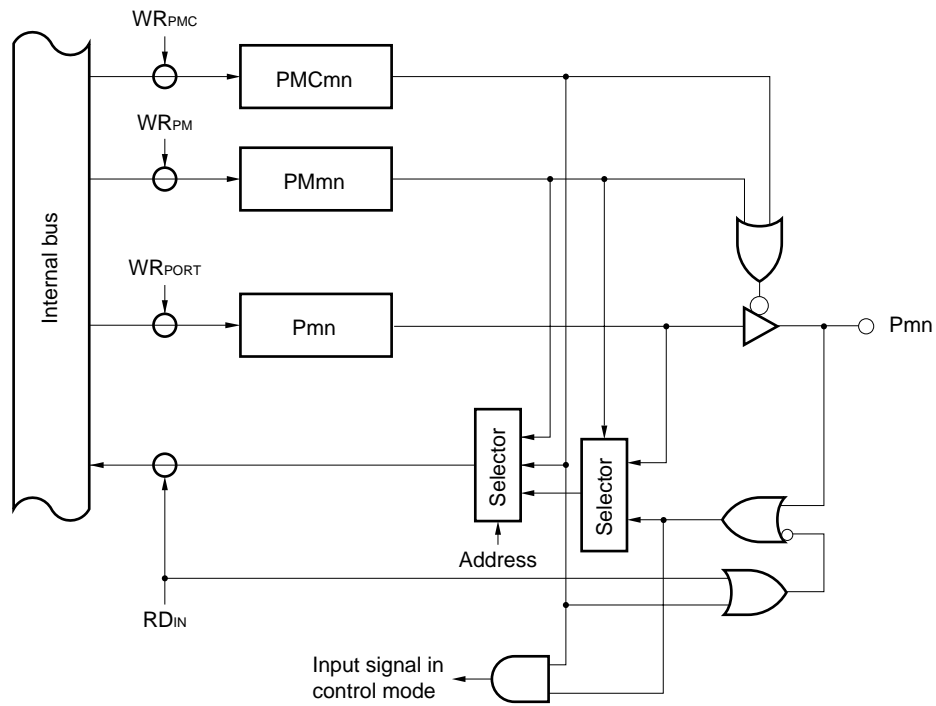 WRPMC
PMCmn
WRPM
PMmn
Internal bus
WRPORT
Pmn
Pmn
Selector
Selector
Address
RDIN
Input signal in
control mode